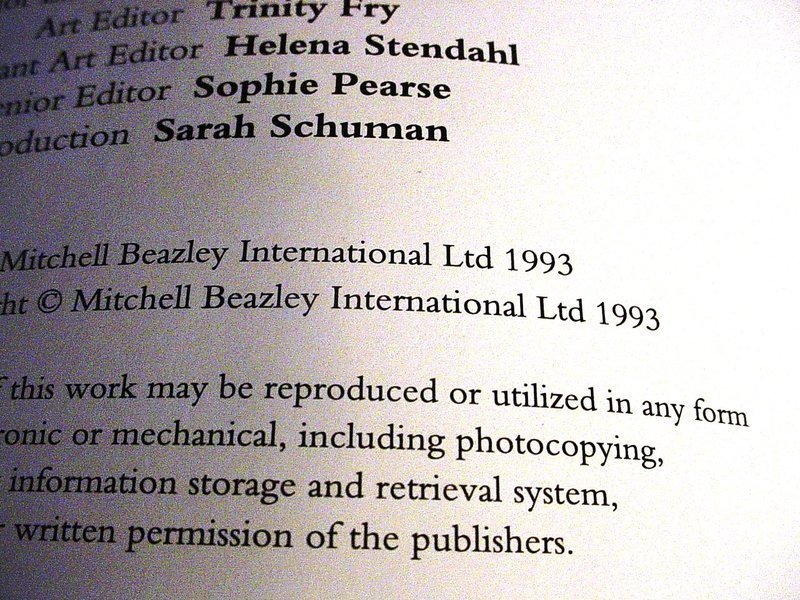 Art Editor Trinity Fry
ant Art Editor Helena Stendahl
enior Editor Sophie Pearse
oduction Sarah Schuman
Mitchell Beazley International Ltd 1993
ht © Mitchell Beazley International Ltd 1993
f this work may be reproduced or utilized in any form
ronic or mechanical, including photocopying,
information storage and retrieval system,
r written permission of the publishers.